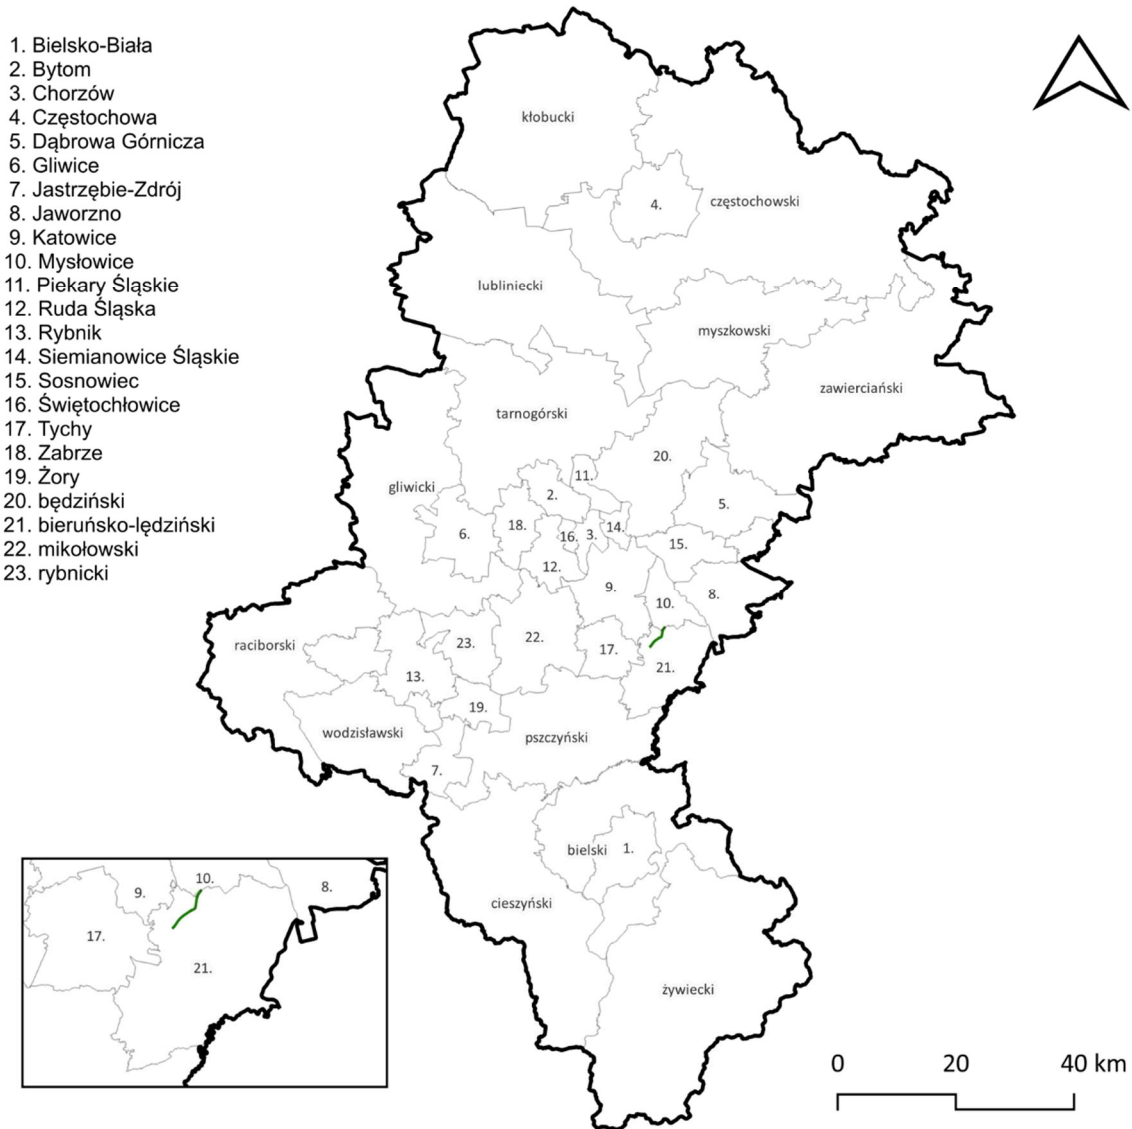 1. Bielsko-Biała
2. Bytom
3. Chorzów
4. Częstochowa
5. Dąbrowa Górnicza
6. Gliwice
7. Jastrzębie-Zdrój
8. Jaworzno
9. Katowice
10. Mysłowice
11. Piekary Śląskie
12. Ruda Śląska
13. Rybnik
14. Siemianowice Śląskie
15. Sosnowiec
16. Świętochłowice
17. Tychy
18. Zabrze
19. Żory
20. będziński
21. bieruńsko-lędziński
22. mikołowski
23. rybnicki
kłobucki
4.
częstochowski
lubliniecki
myszkowski
zawierciański
tarnogórski
20.
11.
gliwicki
2.
5.
18.
6.
16.
3.
14.
15.
12.
9.
10.
8.
raciborski
23.
22.
17.
21.
13.
19.
wodzisławski
pszczyński
7.
bielski
1.
cieszyński
żywiecki
9.
10.
8.
17.
21.
0
20
40 km